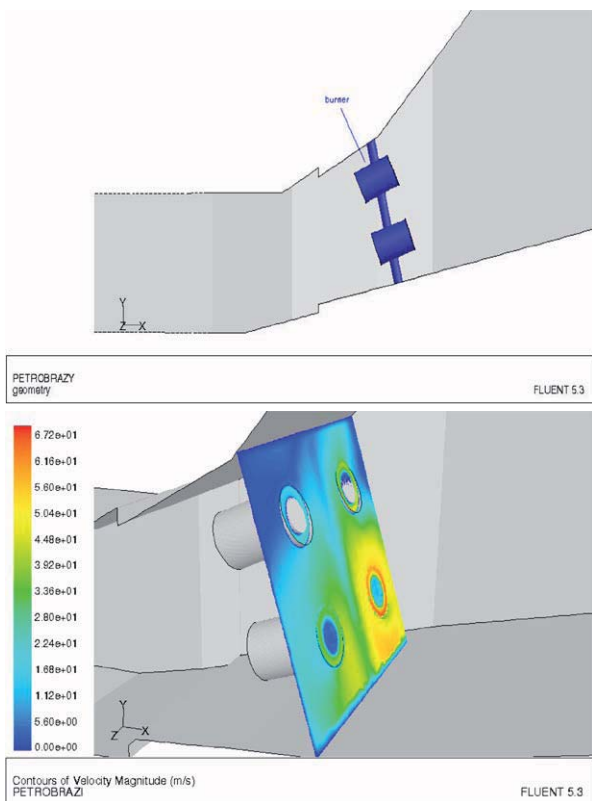 burner
Y
Z X
PETROBRAZY
geometry
FLUENT 5.3
6.72e+01
6.16e+01
5.60e+01
5.04e+01
4.48e+01
3.92e+01
3.36e+01
2.80e+01
2.24e+01
1.68e+01
1.12e+01
5.60e+00
0.00e+00
Y
Z X
Contours of Velocity Magnitude (m/s)
PETROBRAZI
FLUENT 5.3